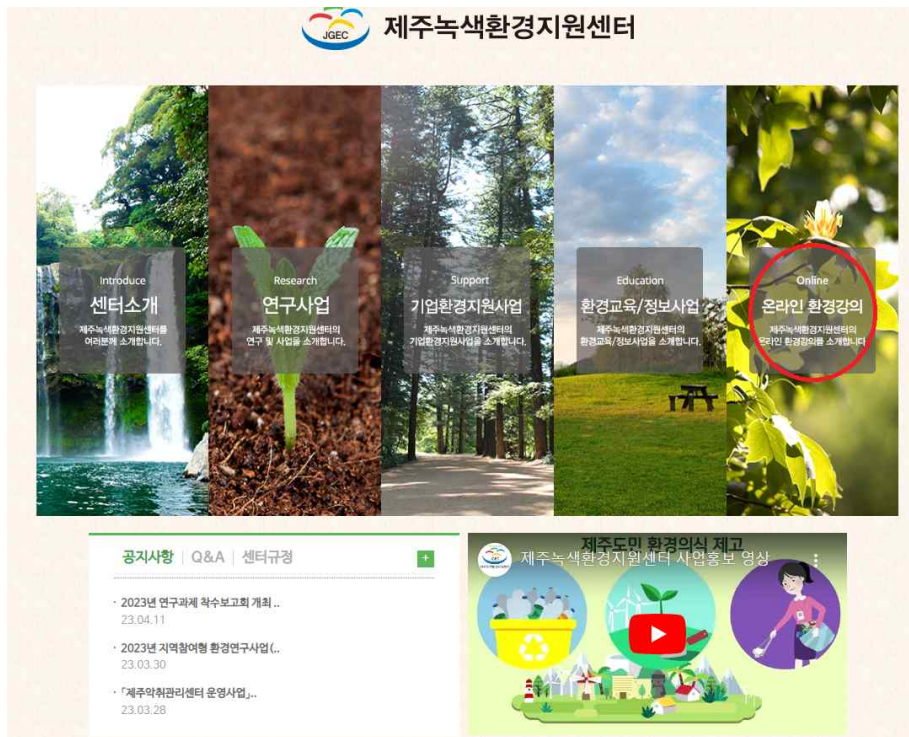 JGEC 제주녹색환경지원센터
Introduce
센터소개
제주녹색환경지원센터를
여러분께 소개합니다.
Research
연구사업
제주녹색환경지원센터의
연구 및 사업을 소개합니다.
Support
기업환경지원사업
제주녹색환경지원센터의
기업환경지원사업을 소개합니다.
Education
환경교육/정보사업
제주녹색환경지원센터의
환경교육/정보사업을 소개합니다.
Online
온라인 환경강의
제주녹색환경지원센터의
온라인 환경강의를 소개합니다
공지사항 | Q&A | 센터규정 +
· 2023년 연구과제 착수보고회 개최 ..
23.04.11
· 2023년 지역참여형 환경연구사업(..
23.03.30
· 「제주악취관리센터 운영사업」..
23.03.28
제주도민 환경의식 제고
제주녹색환경지원센터 사업홍보 영상